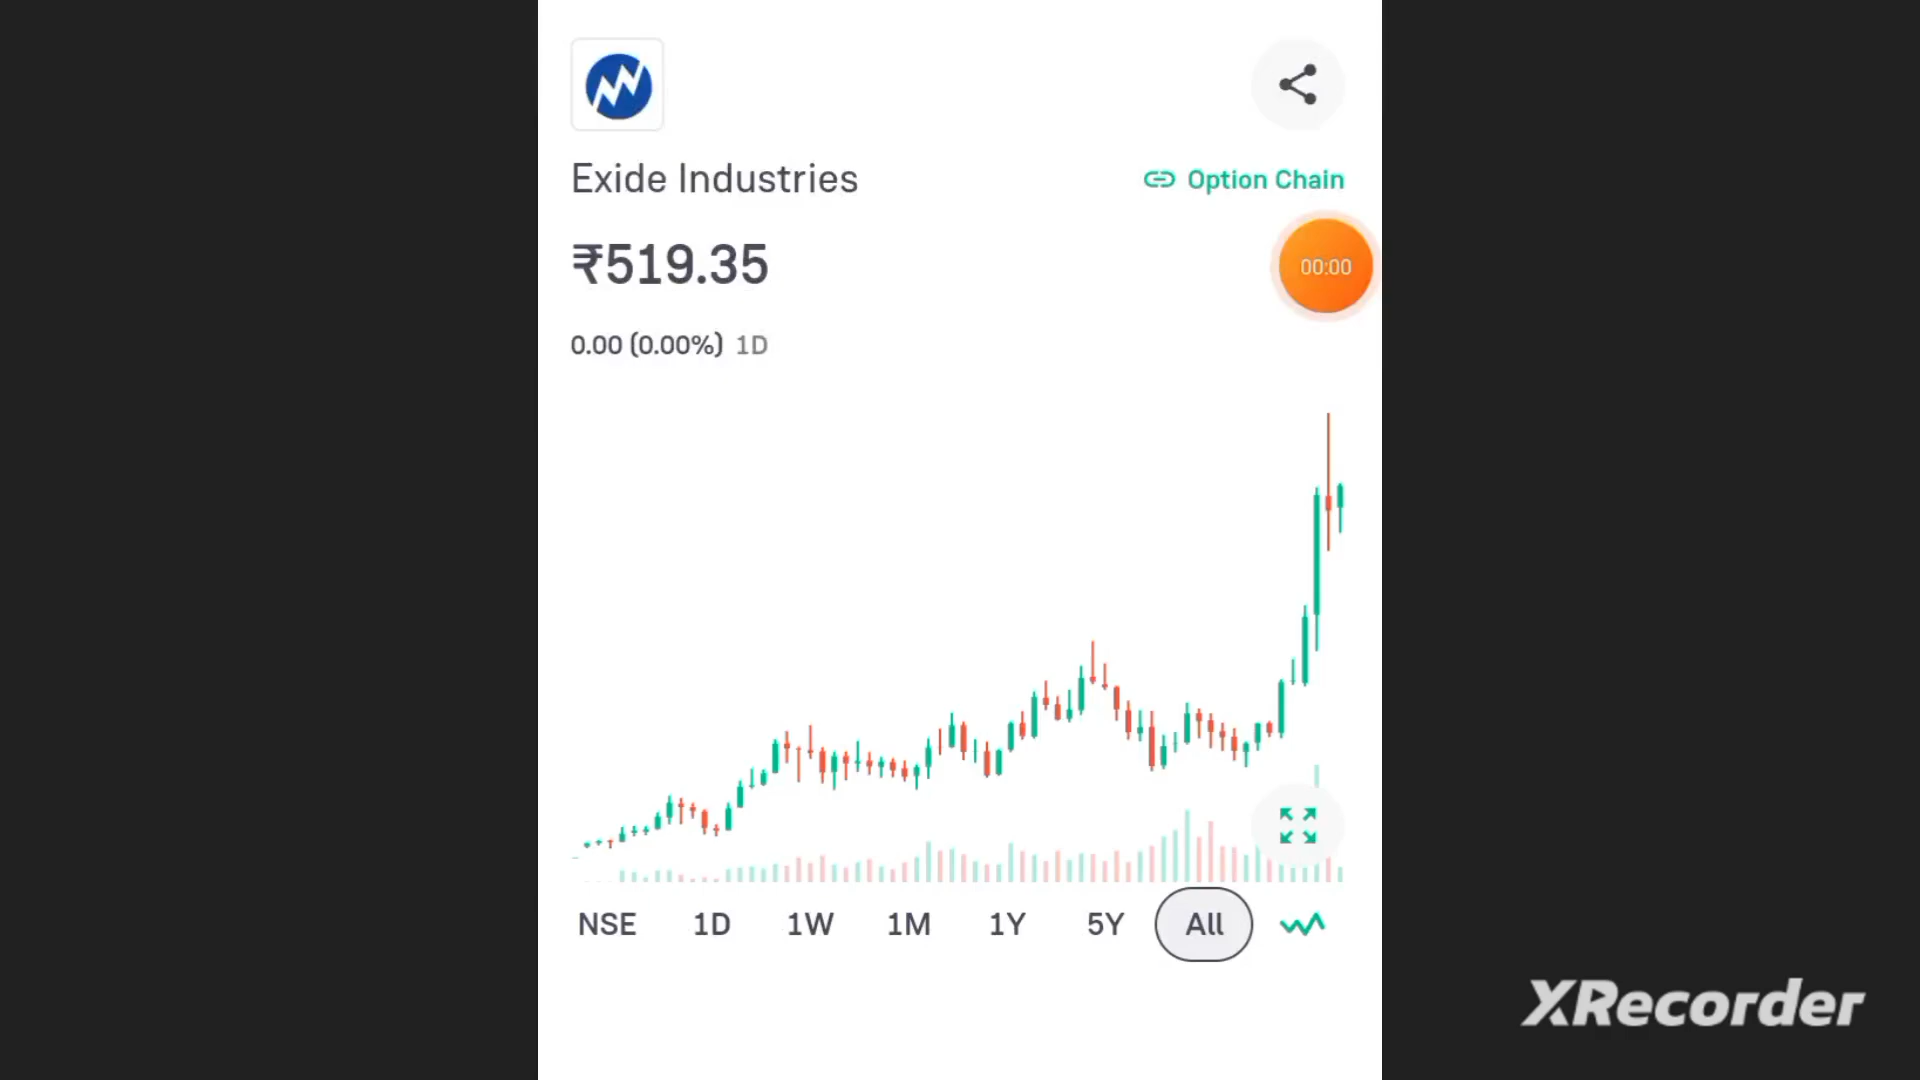 Exide Industries
Option Chain
₹519.35
00:00
0.00 (0.00%) 1D
NSE 1D 1W 1M 1Y 5Y All
XRecorder